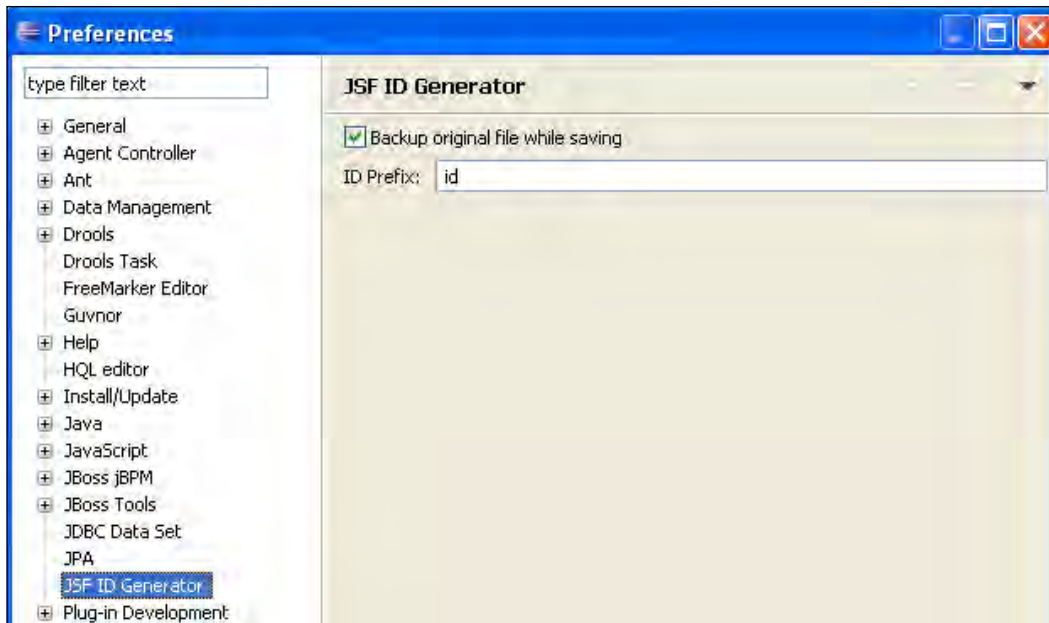 Preferences
type filter text
General
Agent Controller
Ant
Data Management
Drools
Drools Task
FreeMarker Editor
Guvnor
Help
HQL editor
Install/Update
Java
JavaScript
JBoss jBPM
JBoss Tools
JDBC Data Set
JPA
JSF ID Generator
Plug-in Development
JSF ID Generator
Backup original file while saving
ID Prefix: id